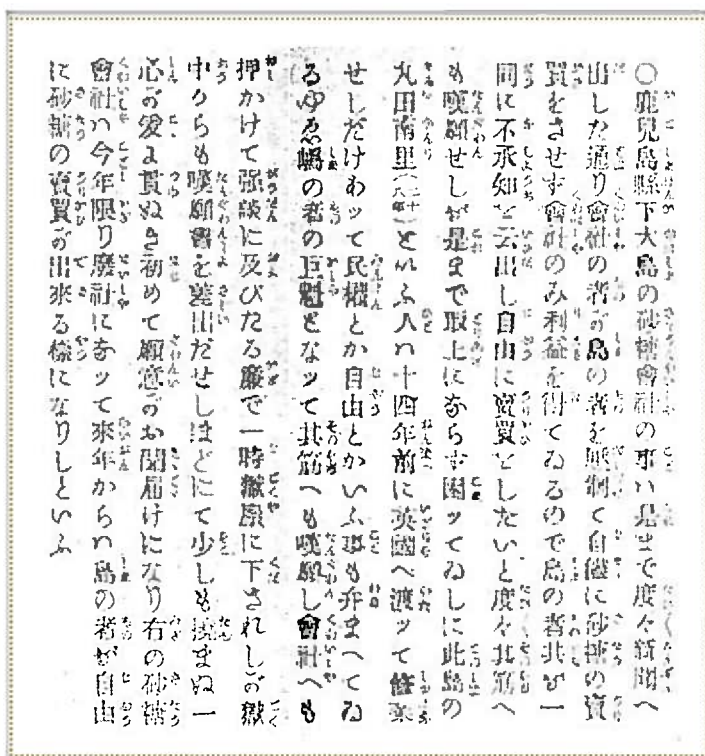 ○鹿兒島縣下大島の砂糖會社の事ハ是まで度々新聞へ
出した通り會社の者が島の者を壓制て自儘に砂糖の賣
買をさせず會社のみ利益を得てゐるので島の者共が一
同に不承知を云出し自由に賣買をしたいと度々其筋へ
も嘆願せしが是まで取上にならず困ッてゐしに此島の
丸田南里(二十八年)といふ人ハ十四年前に英國へ渡ッて修業
せしだけあッて民權とか自由とかいふ事も弁まへてゐ
るゆゑ嶋の者の巨魁となッて其筋へも嘆願し會社へも
押かけて強談に及びたる廉で一時に下されしが獄
中からも嘆願書を差出だせしほどにて少しも撓まぬ一
心が爰に貫ぬき初めて願意がお聞届けになり右の砂糖
會社ハ今年限り廢社になッて來年からハ島の者が自由
に砂糖の賣買が出來る樣になりしといふ